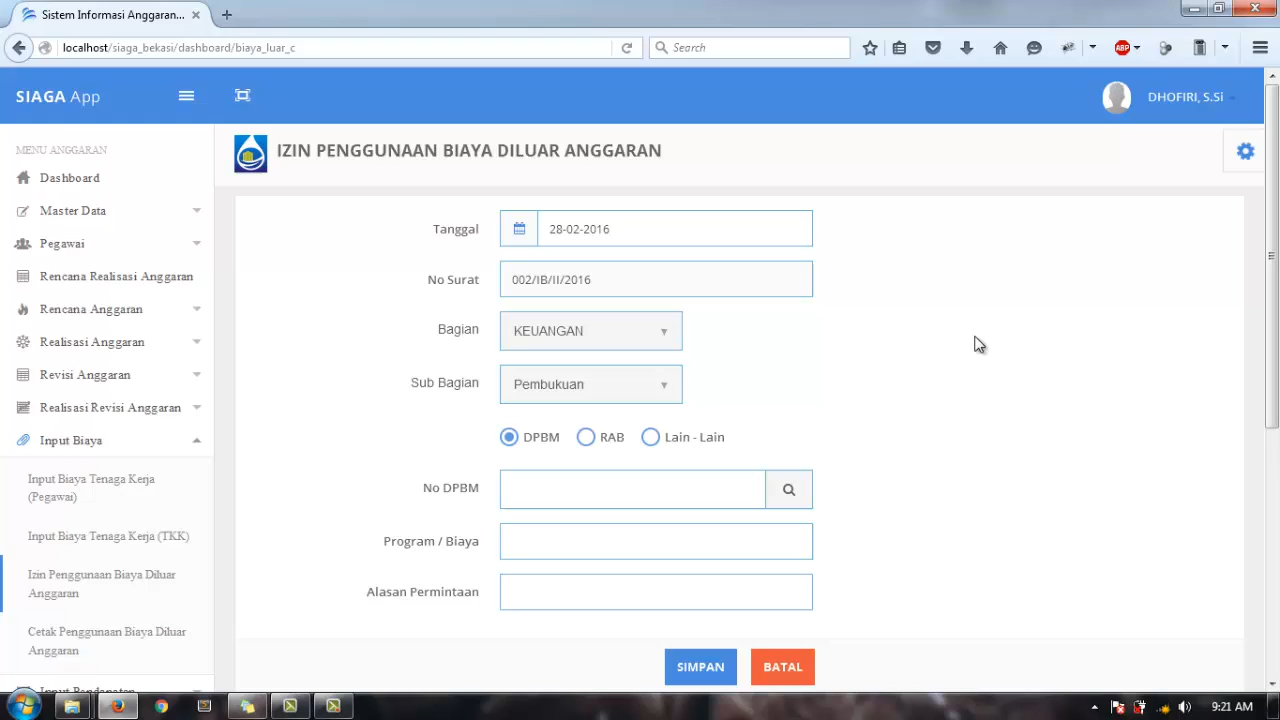 Sistem Informasi Anggaran...
localhost/siaga_bekasi/dashboard/biaya_luar_c
Search
ABP
SIAGA App
DHOFIRI, S.Si
MENU ANGGARAN
IZIN PENGGUNAAN BIAYA DILUAR ANGGARAN
Dashboard
Master Data
Pegawai
Rencana Realisasi Anggaran
Rencana Anggaran
Realisasi Anggaran
Revisi Anggaran
Realisasi Revisi Anggaran
Input Biaya
Input Biaya Tenaga Kerja
(Pegawai)
Input Biaya Tenaga Kerja (TKK)
Izin Penggunaan Biaya Diluar
Anggaran
Cetak Penggunaan Biaya Diluar
Anggaran
Input Pendapatan
Tanggal
28-02-2016
No Surat
002/IB/II/2016
Bagian
KEUANGAN
Sub Bagian
Pembukuan
DPBM
RAB
Lain - Lain
No DPBM
Program / Biaya
Alasan Permintaan
SIMPAN
BATAL
9:21 AM